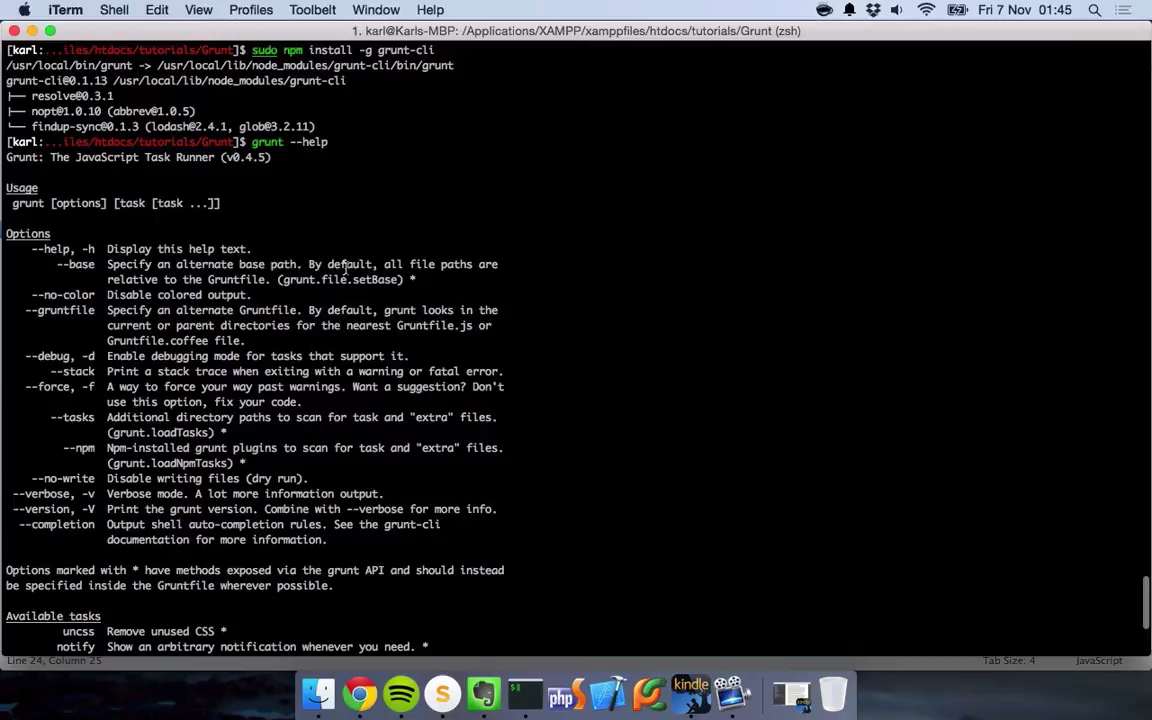 iTerm Shell Edit View Profiles Toolbelt Window Help Fri 7 Nov 01:45
1. karl@Karls-MBP: /Applications/XAMPP/xamppfiles/htdocs/tutorials/Grunt (zsh)
[karl:...iles/htdocs/tutorials/Grunt]$ sudo npm install -g grunt-cli
/usr/local/bin/grunt -> /usr/local/lib/node_modules/grunt-cli/bin/grunt
grunt-cli@0.1.13 /usr/local/lib/node_modules/grunt-cli
├── resolve@0.3.1
├── nopt@1.0.10 (abbrev@1.0.5)
└── findup-sync@0.1.3 (lodash@2.4.1, glob@3.2.11)
[karl:...iles/htdocs/tutorials/Grunt]$ grunt --help
Grunt: The JavaScript Task Runner (v0.4.5)
Usage
grunt [options] [task [task ...]]
Options
--help, -h Display this help text.
--base Specify an alternate base path. By default, all file paths are
relative to the Gruntfile. (grunt.file.setBase) *
--no-color Disable colored output.
--gruntfile Specify an alternate Gruntfile. By default, grunt looks in the
current or parent directories for the nearest Gruntfile.js or
Gruntfile.coffee file.
--debug, -d Enable debugging mode for tasks that support it.
--stack Print a stack trace when exiting with a warning or fatal error.
--force, -f A way to force your way past warnings. Want a suggestion? Don't
use this option, fix your code.
--tasks Additional directory paths to scan for task and "extra" files.
(grunt.loadTasks) *
--npm Npm-installed grunt plugins to scan for task and "extra" files.
(grunt.loadNpmTasks) *
--no-write Disable writing files (dry run).
--verbose, -v Verbose mode. A lot more information output.
--version, -V Print the grunt version. Combine with --verbose for more info.
--completion Output shell auto-completion rules. See the grunt-cli
documentation for more information.
Options marked with * have methods exposed via the grunt API and should instead
be specified inside the Gruntfile wherever possible.
Available tasks
uncss Remove unused CSS *
notify Show an arbitrary notification whenever you need. *
Line 24, Column 25 Tab Size: 4 JavaScript
S $ php kindle